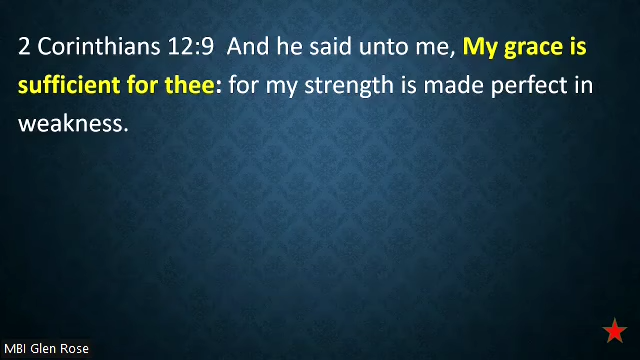 2 Corinthians 12:9  And he said unto me, My grace is
sufficient for thee: for my strength is made perfect in
weakness.
MBI Glen Rose